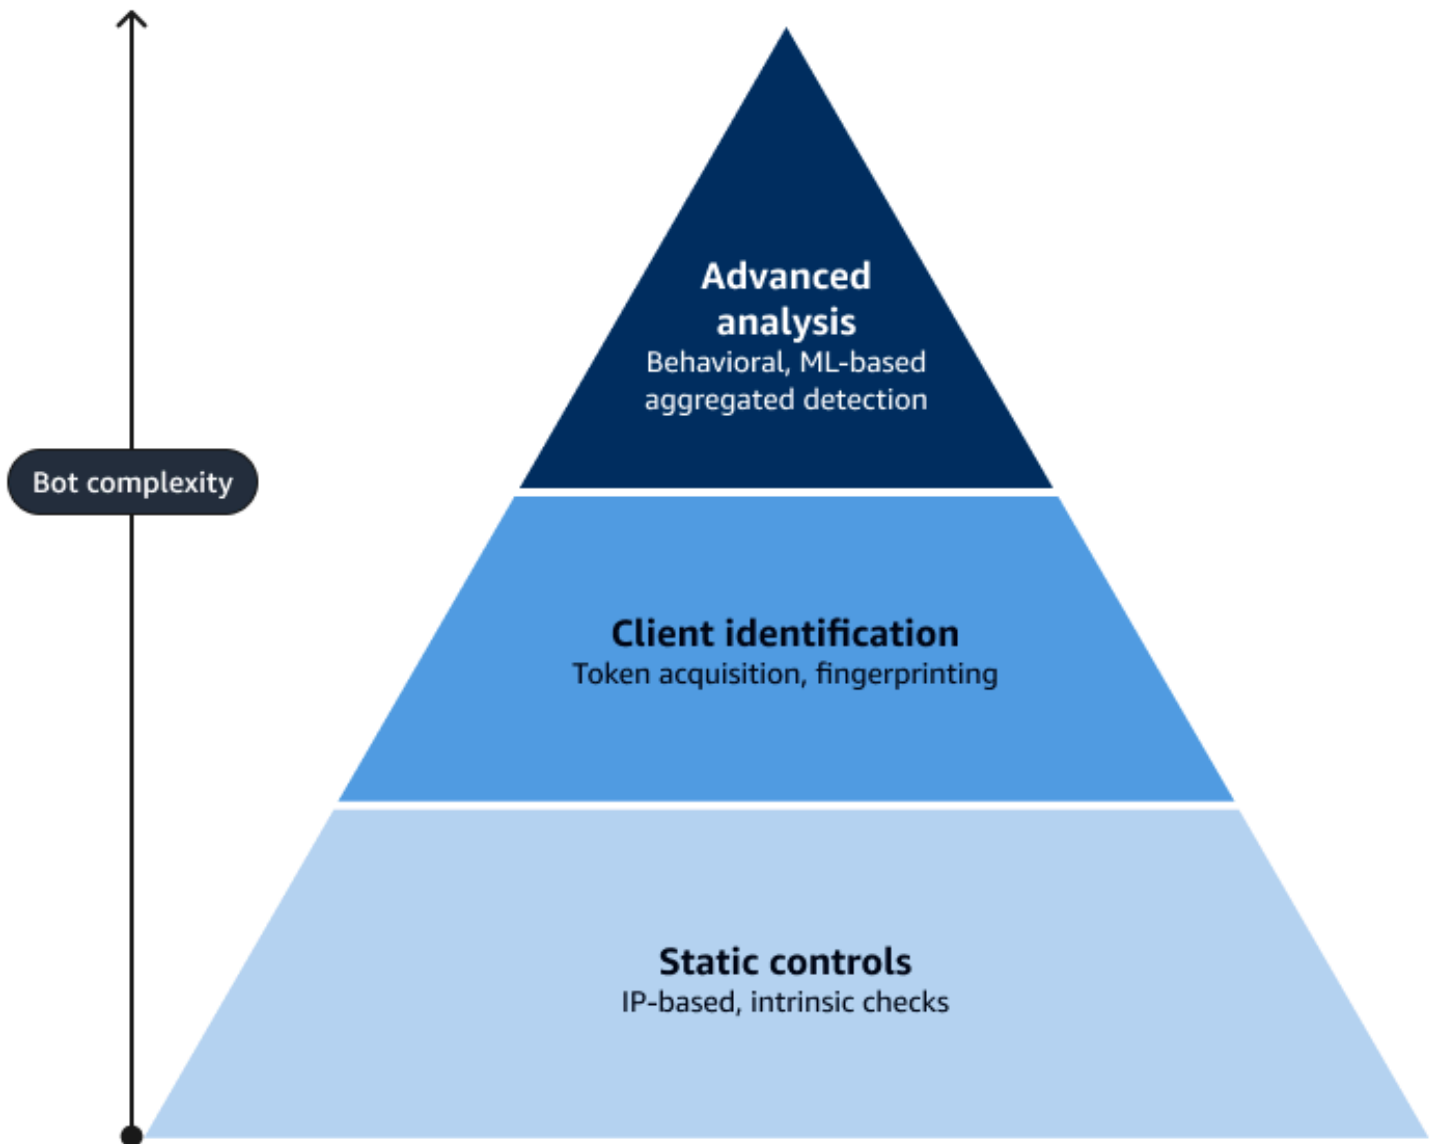 Advanced
analysis
Behavioral, ML-based
aggregated detection
Bot complexity
Client identification
Token acquisition, fingerprinting
Static controls
IP-based, intrinsic checks